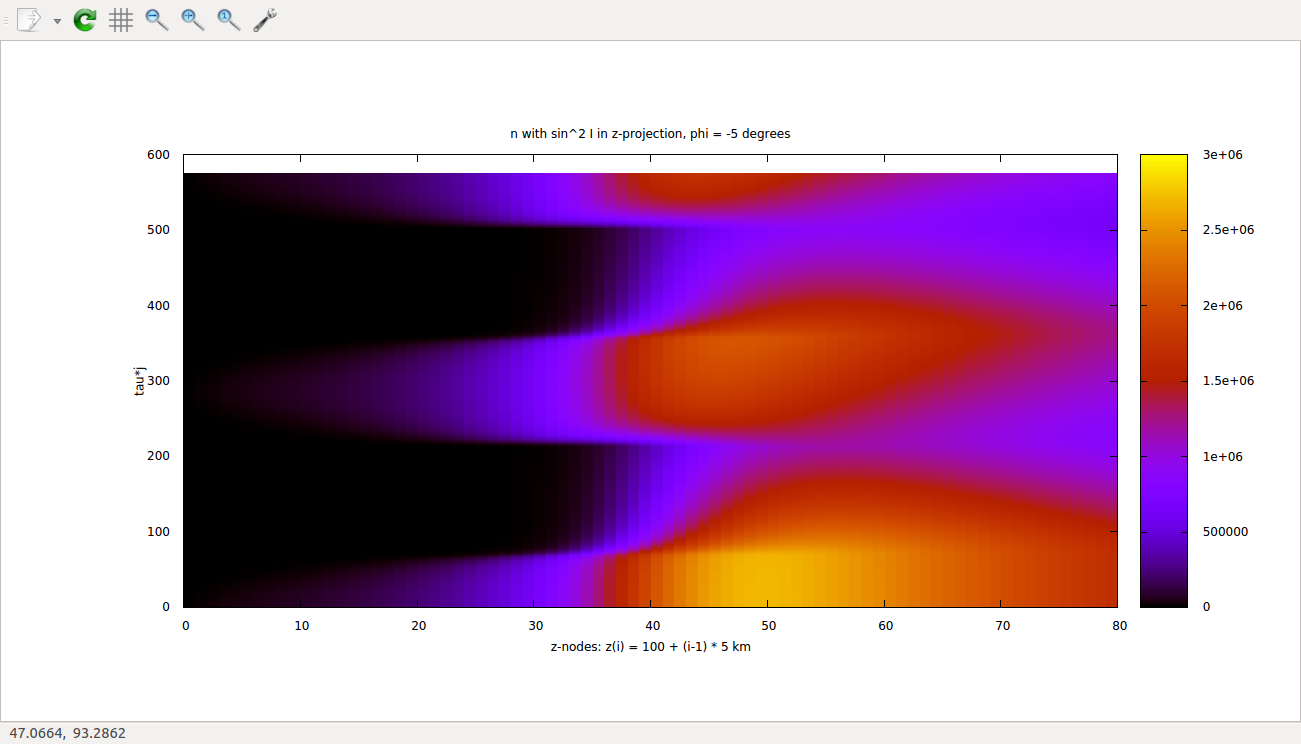 n with sin^2 I in z-projection, phi = -5 degrees
600
500
400
300
200
100
0
tau*j
0 10 20 30 40 50 60 70 80
z-nodes: z(i) = 100 + (i-1) * 5 km
3e+06
2.5e+06
2e+06
1.5e+06
1e+06
500000
0
47.0664, 93.2862